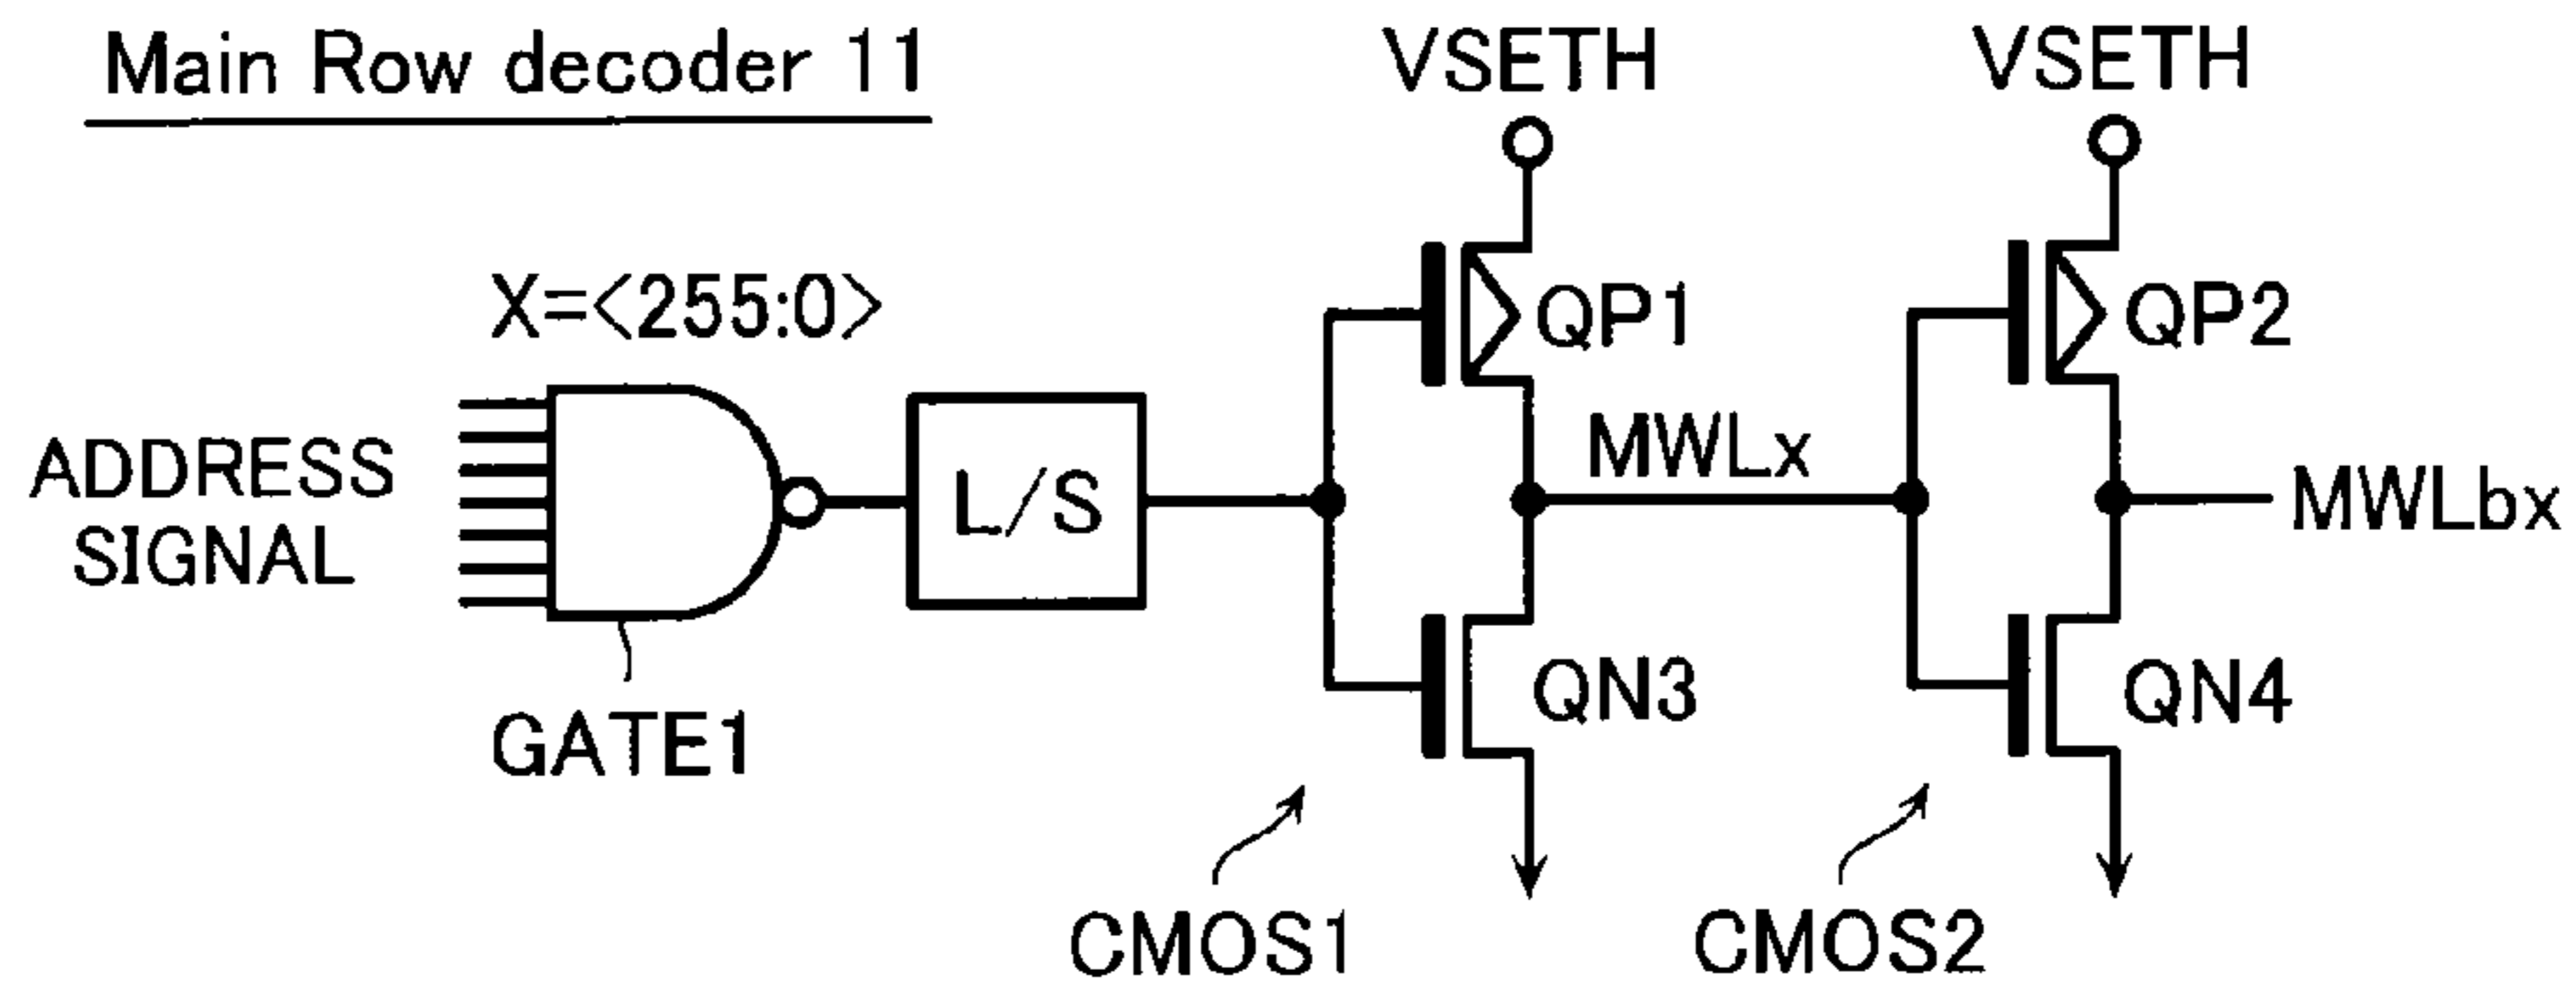 Main Row decoder 11
VSETH
VSETH
X=<255:0>
QP1
QP2
ADDRESS
SIGNAL
L/S
MWLx
MWLbx
GATE1
QN3
QN4
CMOS1
CMOS2